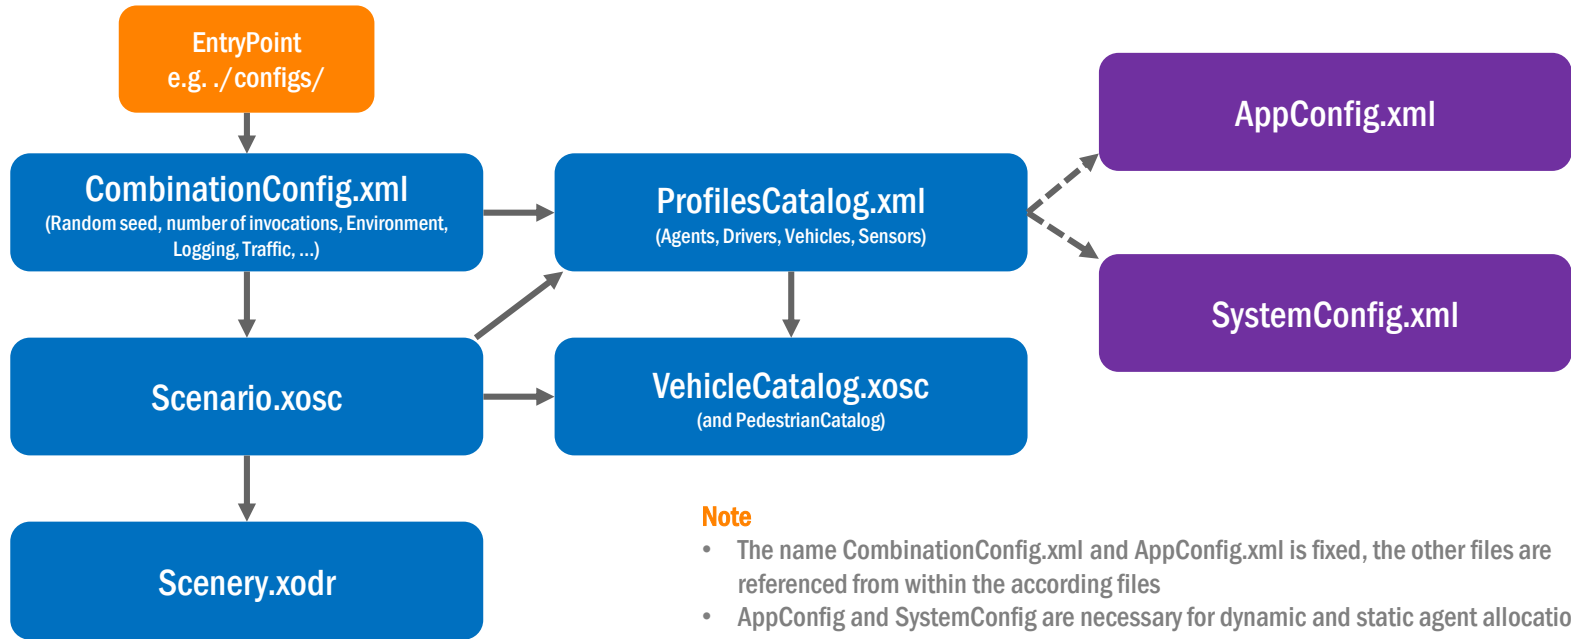 EntryPoint
e.g. ./configs/
CombinationConfig.xml
(Random seed, number of invocations, Environment,
Logging, Traffic, ...)
ProfilesCatalog.xml
(Agents, Drivers, Vehicles, Sensors)
AppConfig.xml
SystemConfig.xml
Scenario.xosc
VehicleCatalog.xosc
(and PedestrianCatalog)
Scenery.xodr
Note
• The name CombinationConfig.xml and AppConfig.xml is fixed, the other files are
referenced from within the according files
• AppConfig and SystemConfig are necessary for dynamic and static agent allocatio